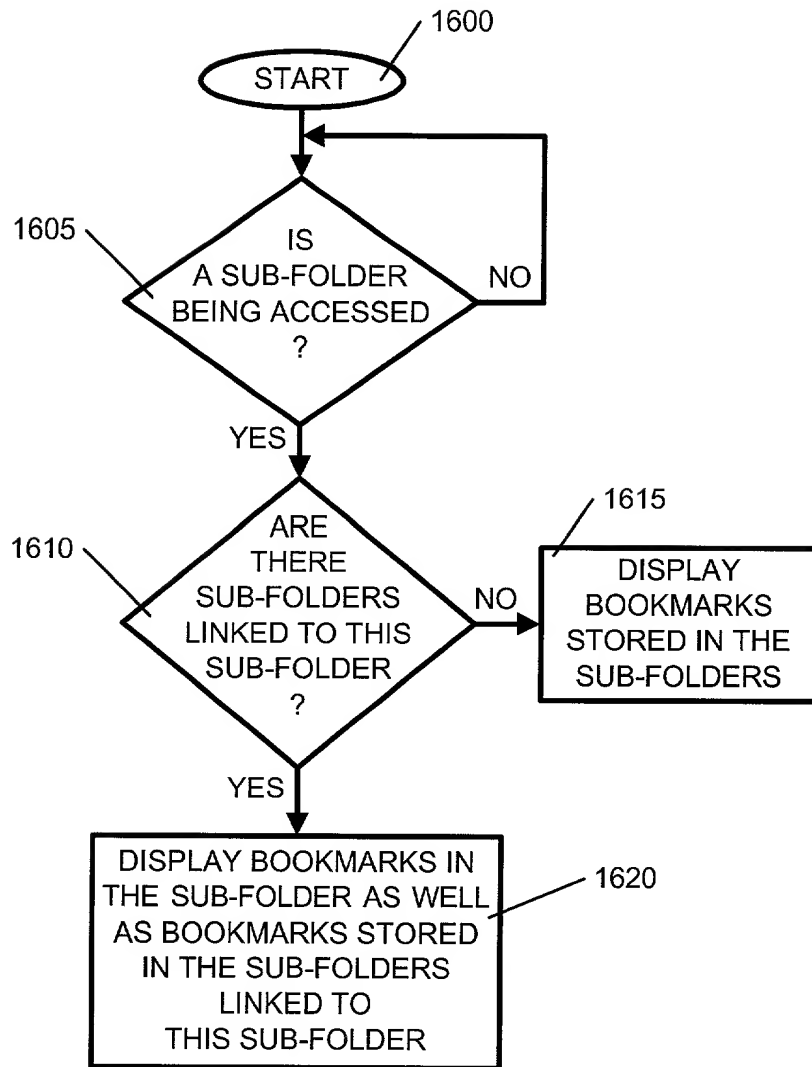 1600
START
1605
IS
A SUB-FOLDER
BEING ACCESSED
?
NO
YES
1610
ARE
THERE
SUB-FOLDERS
LINKED TO THIS
SUB-FOLDER
?
NO
1615
DISPLAY
BOOKMARKS
STORED IN THE
SUB-FOLDERS
YES
DISPLAY BOOKMARKS IN
THE SUB-FOLDER AS WELL
AS BOOKMARKS STORED
IN THE SUB-FOLDERS
LINKED TO
THIS SUB-FOLDER
1620